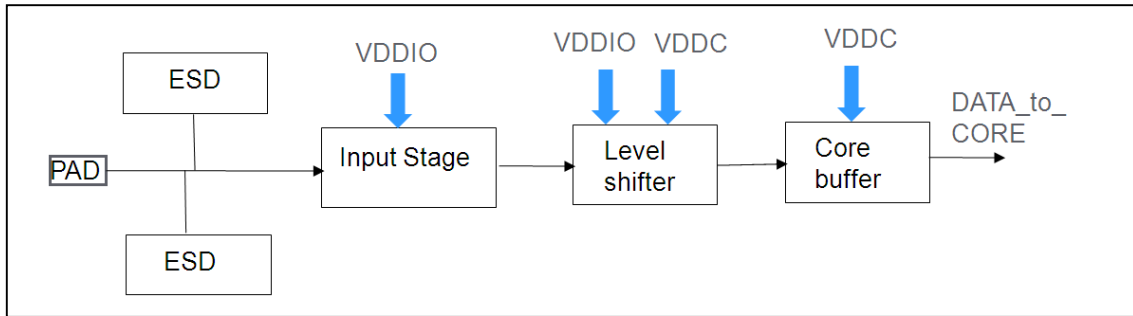 VDDIO
VDDIO
VDDC
VDDC
ESD
DATA_to_
CORE
PAD
Input Stage
Level
shifter
Core
buffer
ESD